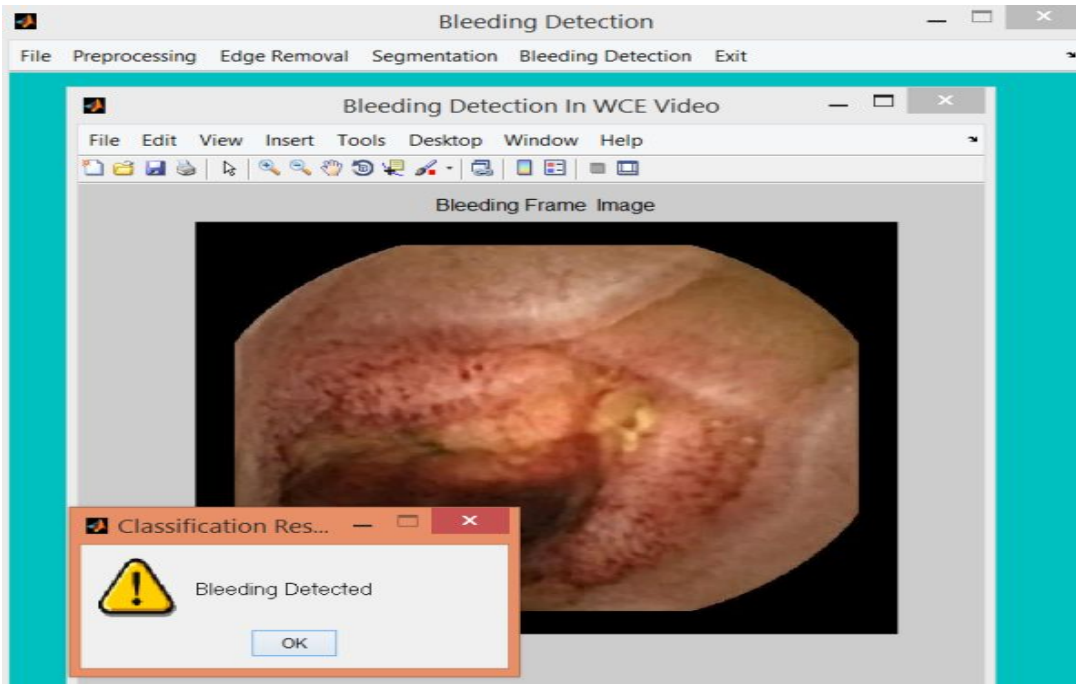 Bleeding Detection
File Preprocessing Edge Removal Segmentation Bleeding Detection Exit
Bleeding Detection In WCE Video
File Edit View Insert Tools Desktop Window Help
Bleeding Frame Image
Classification Res...
Bleeding Detected
OK